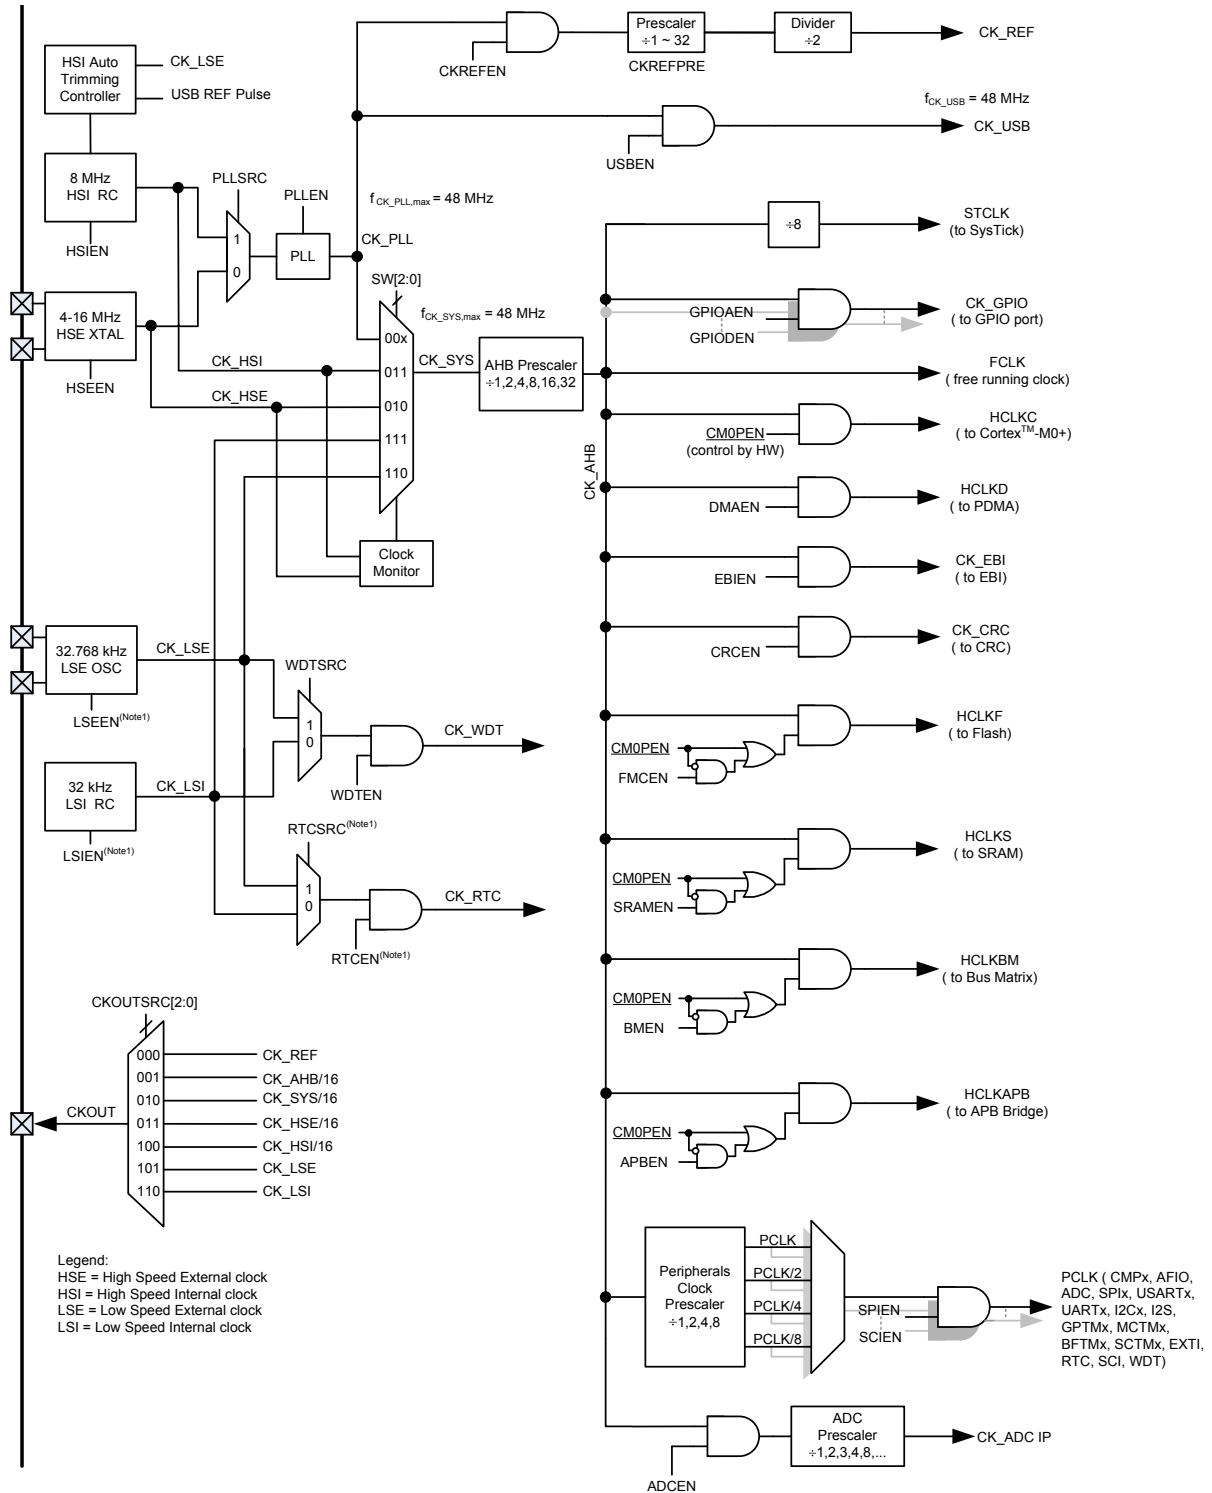 Prescaler
÷1 ~ 32
Divider
÷2
CK_REF
CKREFEN
CKREFPRE
HSI Auto
Trimming
Controller
CK_LSE
USB REF Pulse
fCK_USB = 48 MHz
CK_USB
USBEN
8 MHz
HSI RC
HSIEN
PLLSRC
PLLEN
1
0
PLL
fCK_PLL,max = 48 MHz
CK_PLL
÷8
STCLK
(to SysTick)
4-16 MHz
HSE XTAL
HSEEN
SW[2:0]
fCK_SYS,max = 48 MHz
00x
011
010
111
110
CK_HSI
CK_HSE
CK_SYS
AHB Prescaler
÷1,2,4,8,16,32
CK_AHB
GPIOAEN
GPIODEN
CK_GPIO
( to GPIO port)
FCLK
( free running clock)
CM0PEN
(control by HW)
HCLKC
( to CortexTM-M0+)
DMAEN
HCLKD
( to PDMA)
Clock
Monitor
EBIEN
CK_EBI
( to EBI)
CRCEN
CK_CRC
( to CRC)
32.768 kHz
LSE OSC
CK_LSE
LSEEN(Note1)
WDTSRC
1
0
CK_WDT
WDTEN
CM0PEN
FMCEN
HCLKF
( to Flash)
32 kHz
LSI RC
CK_LSI
LSIEN(Note1)
RTCSRC(Note1)
1
0
CK_RTC
RTCEN(Note1)
CM0PEN
SRAMEN
HCLKS
( to SRAM)
CM0PEN
BMEN
HCLKBM
( to Bus Matrix)
CKOUTSRC[2:0]
000
CK_REF
001
CK_AHB/16
010
CK_SYS/16
CKOUT
011
CK_HSE/16
100
CK_HSI/16
101
CK_LSE
110
CK_LSI
CM0PEN
APBEN
HCLKAPB
( to APB Bridge)
Legend:
HSE = High Speed External clock
HSI = High Speed Internal clock
LSE = Low Speed External clock
LSI = Low Speed Internal clock
Peripherals
Clock
Prescaler
÷1,2,4,8
PCLK
PCLK/2
PCLK/4
PCLK/8
SPIEN
SCIEN
PCLK ( CMPx, AFIO,
ADC, SPIx, USARTx,
UARTx, I2Cx, I2S,
GPTMx, MCTMx,
BFTMx, SCTMx, EXTI,
RTC, SCI, WDT)
ADCEN
ADC
Prescaler
÷1,2,3,4,8,...
CK_ADC IP